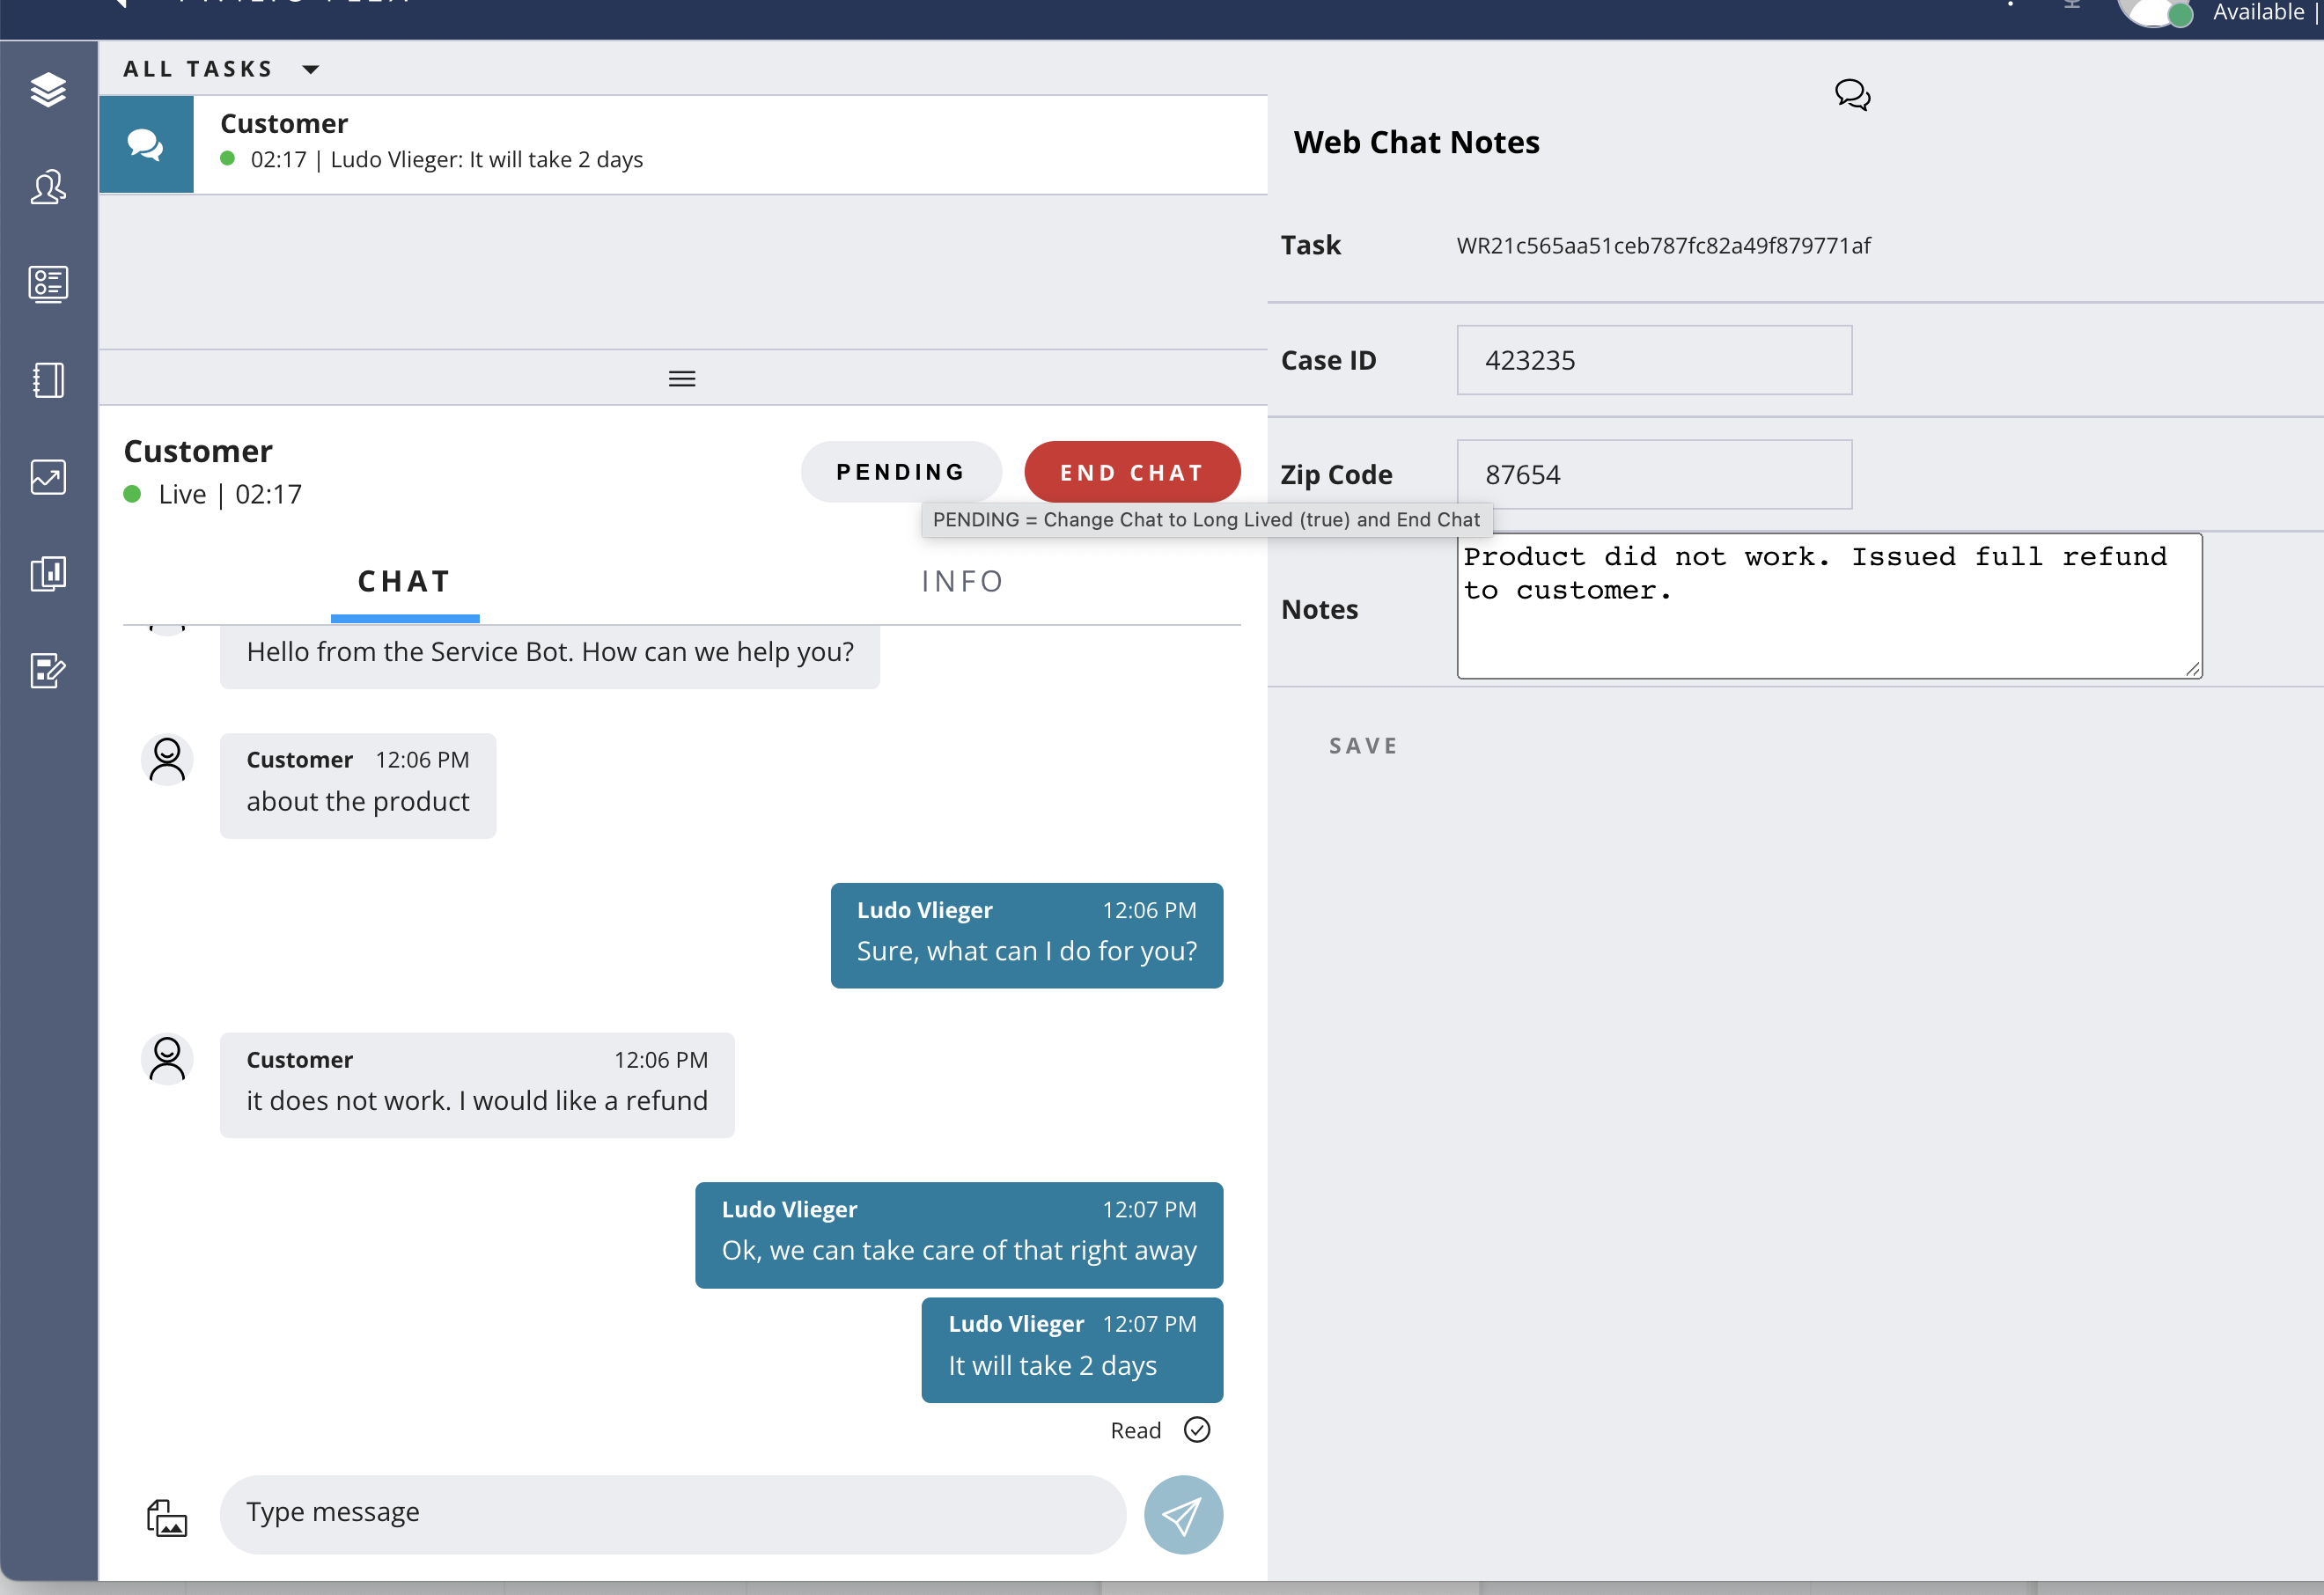 Available |
ALL TASKS
Customer
02:17 | Ludo Vlieger: It will take 2 days
Customer
Live | 02:17
PENDING
END CHAT
PENDING = Change Chat to Long Lived (true) and End Chat
CHAT
INFO
Hello from the Service Bot. How can we help you?
Customer 12:06 PM
about the product
Ludo Vlieger 12:06 PM
Sure, what can I do for you?
Customer 12:06 PM
it does not work. I would like a refund
Ludo Vlieger 12:07 PM
Ok, we can take care of that right away
Ludo Vlieger 12:07 PM
It will take 2 days
Read
Type message
Web Chat Notes
Task WR21c565aa51ceb787fc82a49f879771af
Case ID 423235
Zip Code 87654
Notes
Product did not work. Issued full refund
to customer.
SAVE